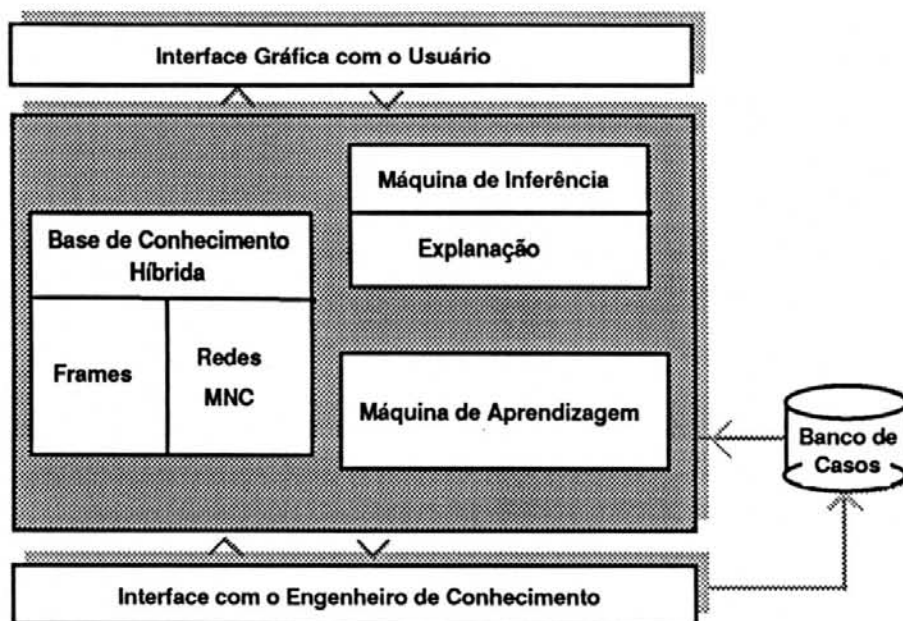 Interface Gráfica com o Usuário
Máquina de Inferência
Explanação
Base de Conhecimento
Híbrida
Frames
Redes
MNC
Máquina de Aprendizagem
Banco de
Casos
Interface com o Engenheiro de Conhecimento